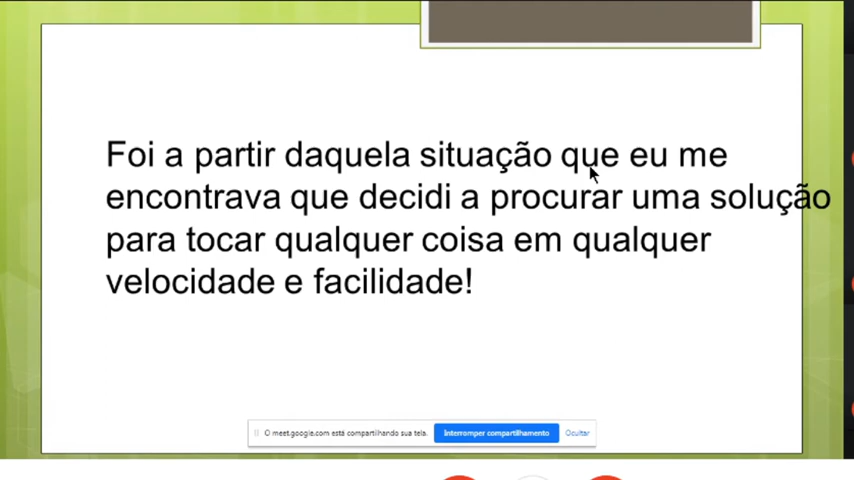 Foi a partir daquela situação que eu me
encontrava que decidi a procurar uma solução
para tocar qualquer coisa em qualquer
velocidade e facilidade!
O meet.google.com está compartilhando sua tela. Interromper compartilhamento Ocultar